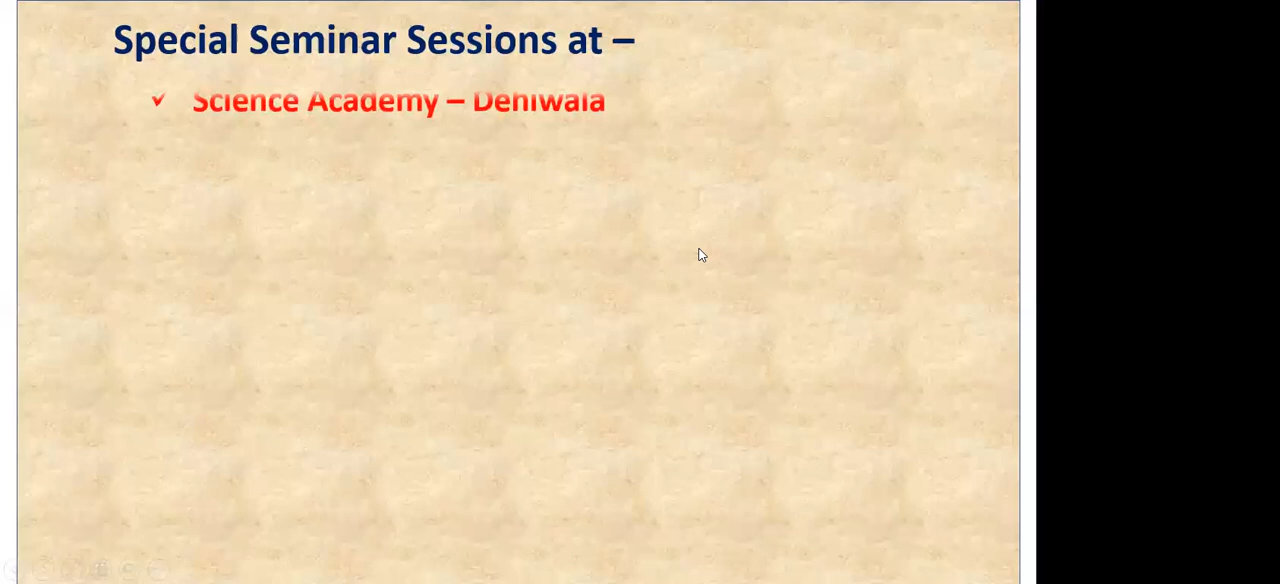 Special Seminar Sessions at –
✓ Science Academy – Dehiwala